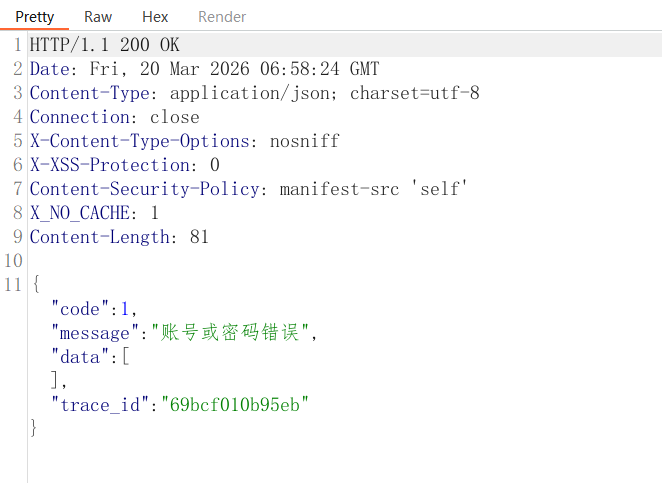 Pretty Raw Hex Render
1 HTTP/1.1 200 OK
2 Date: Fri, 20 Mar 2026 06:58:24 GMT
3 Content-Type: application/json; charset=utf-8
4 Connection: close
5 X-Content-Type-Options: nosniff
6 X-XSS-Protection: 0
7 Content-Security-Policy: manifest-src 'self'
8 X_NO_CACHE: 1
9 Content-Length: 81
10
11 {
"code":1,
"message":"账号或密码错误",
"data":[
],
"trace_id":"69bcf010b95eb"
}